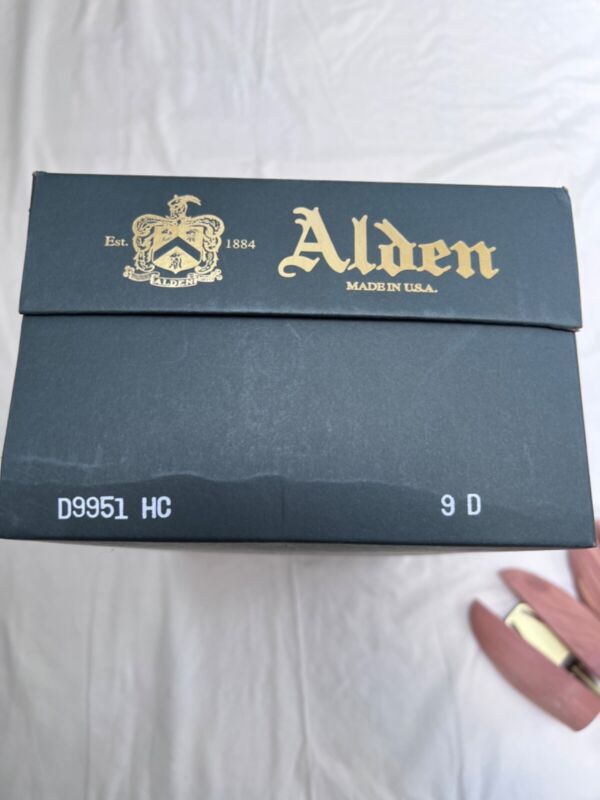 Est. 1884
ALDEN
Alden
MADE IN U.S.A.
D9951 HC 9 D